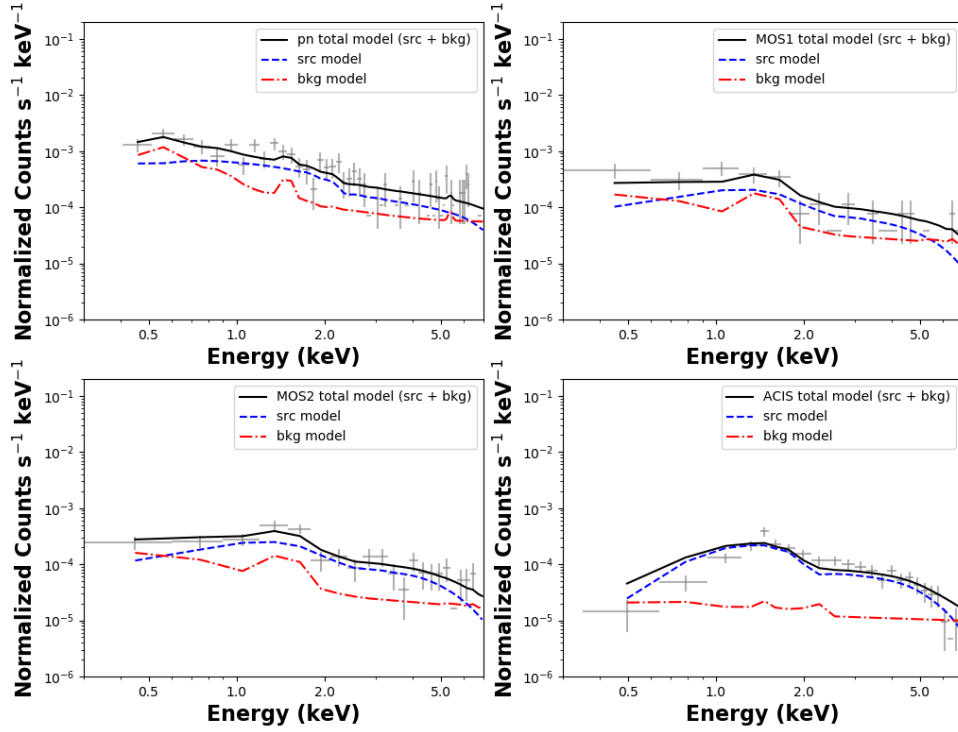 pn total model (src + bkg)
src model
bkg model
Normalized Counts s⁻¹ keV⁻¹
10⁻¹
10⁻²
10⁻³
10⁻⁴
10⁻⁵
10⁻⁶
0.5
1.0
2.0
5.0
Energy (keV)
MOS1 total model (src + bkg)
src model
bkg model
Normalized Counts s⁻¹ keV⁻¹
10⁻¹
10⁻²
10⁻³
10⁻⁴
10⁻⁵
10⁻⁶
0.5
1.0
2.0
5.0
Energy (keV)
MOS2 total model (src + bkg)
src model
bkg model
Normalized Counts s⁻¹ keV⁻¹
10⁻¹
10⁻²
10⁻³
10⁻⁴
10⁻⁵
10⁻⁶
0.5
1.0
2.0
5.0
Energy (keV)
ACIS total model (src + bkg)
src model
bkg model
Normalized Counts s⁻¹ keV⁻¹
10⁻¹
10⁻²
10⁻³
10⁻⁴
10⁻⁵
10⁻⁶
0.5
1.0
2.0
5.0
Energy (keV)